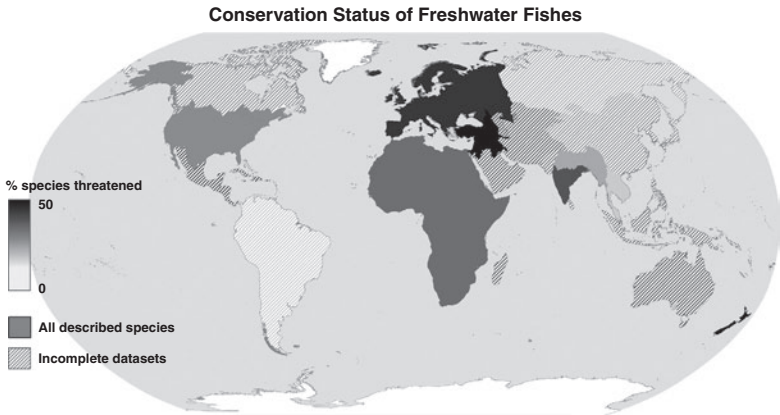 Conservation Status of Freshwater Fishes
% species threatened
50
0
All described species
Incomplete datasets